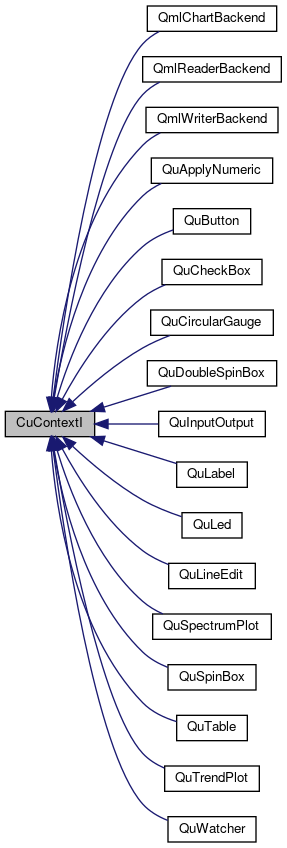 QmlChartBackend
QmlReaderBackend
QmlWriterBackend
QuApplyNumeric
QuButton
QuCheckBox
QuCircularGauge
QuDoubleSpinBox
CuContextI
QuInputOutput
QuLabel
QuLed
QuLineEdit
QuSpectrumPlot
QuSpinBox
QuTable
QuTrendPlot
QuWatcher